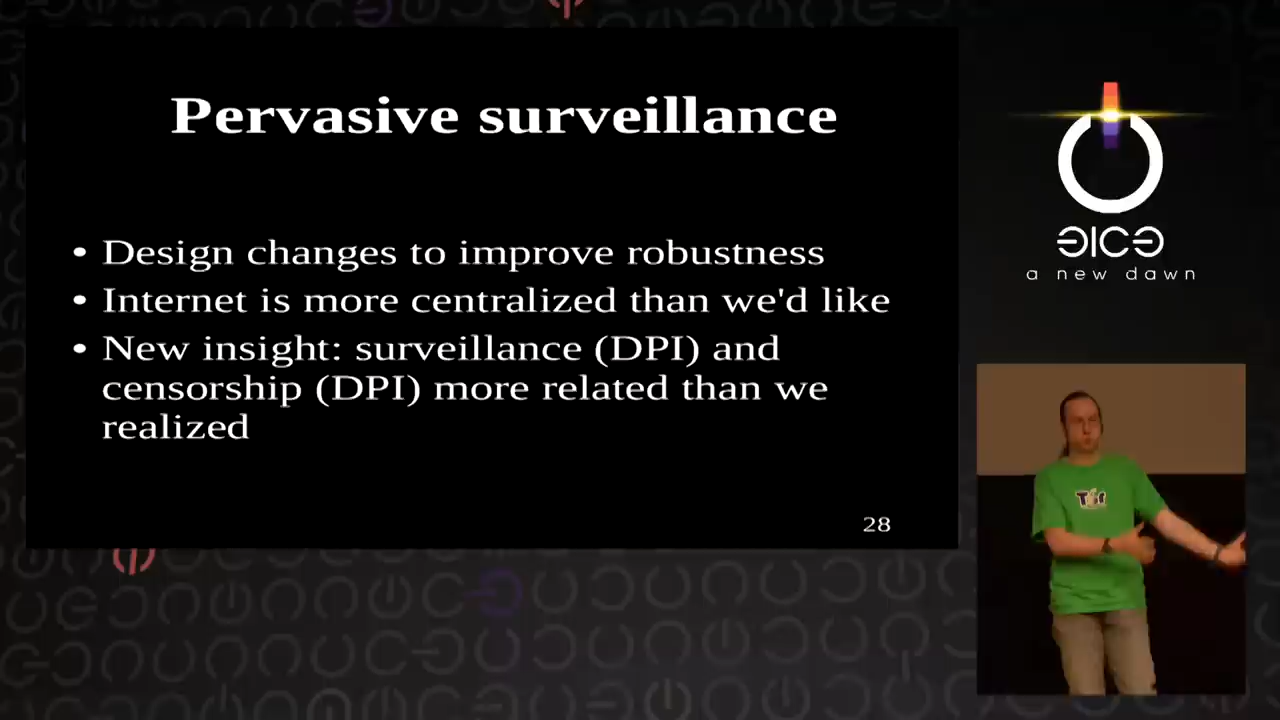 Pervasive surveillance
• Design changes to improve robustness
• Internet is more centralized than we'd like
• New insight: surveillance (DPI) and
censorship (DPI) more related than we
realized
28
a new dawn
Tor